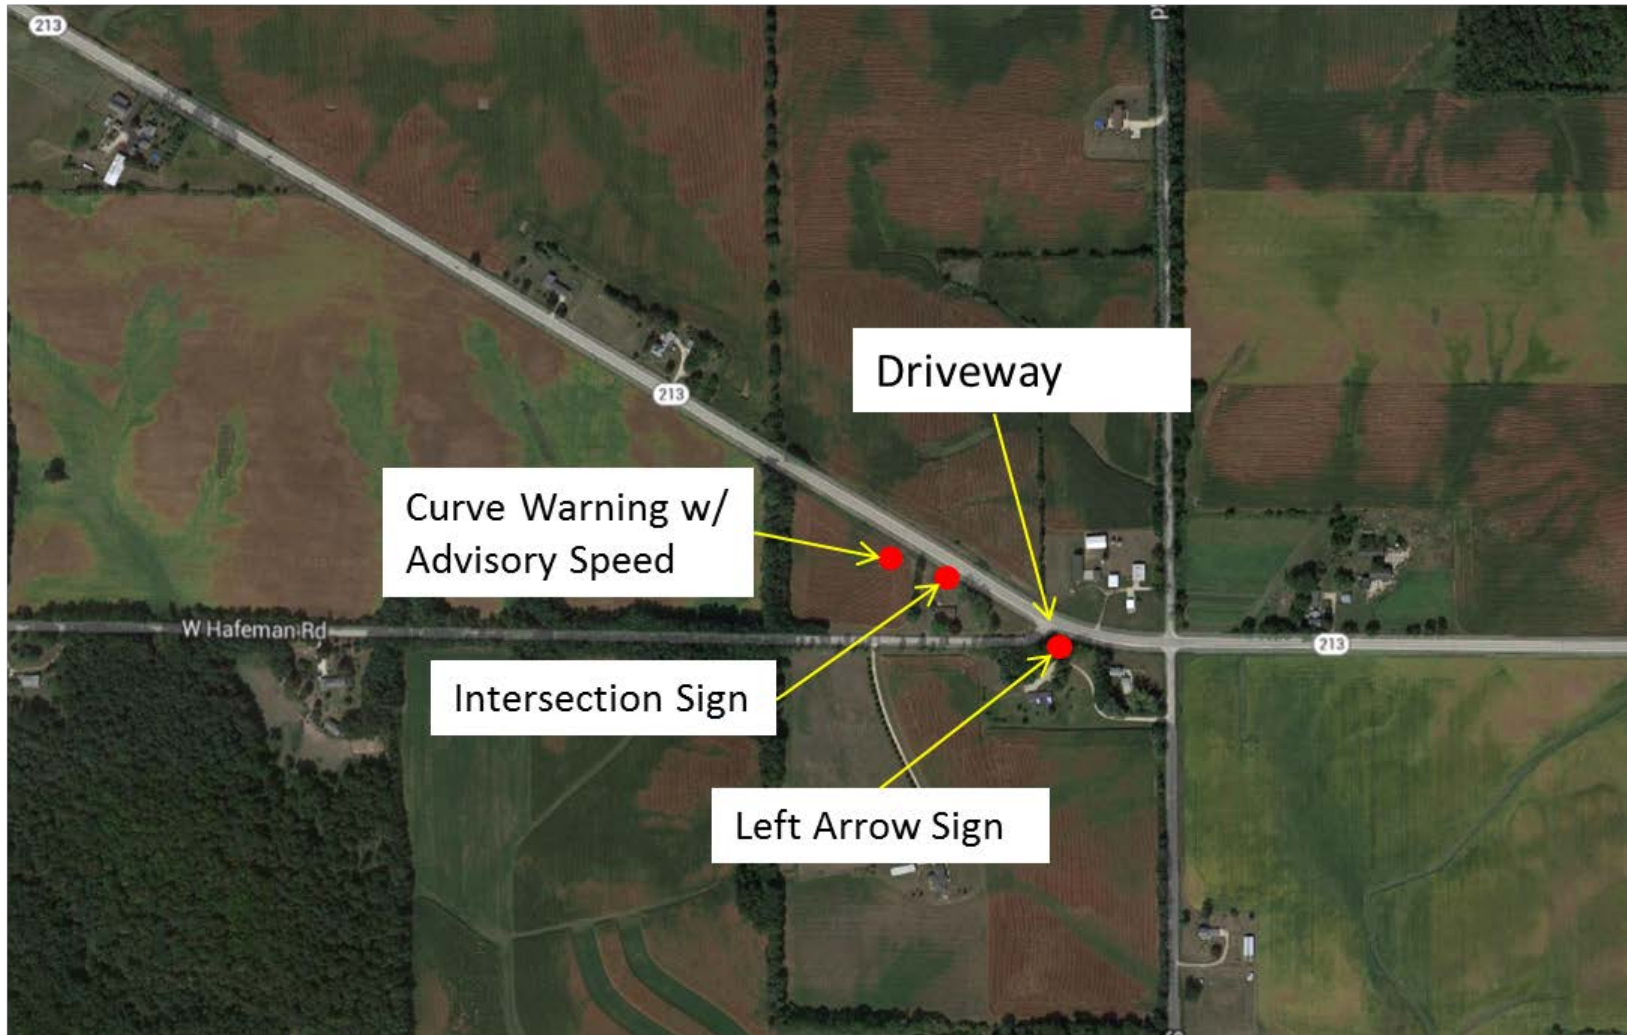 213
Driveway
213
Curve Warning w/
Advisory Speed
W Hafeman Rd
213
Intersection Sign
Left Arrow Sign